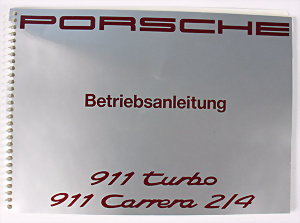 PORSCHE
Betriebsanleitung
911 turbo
911 Carrera 2/4